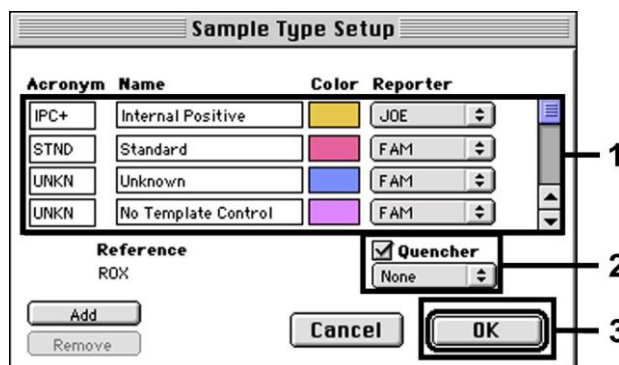 Sample Type Setup
Acronym Name Color Reporter
IPC+ Internal Positive JOE
STND Standard FAM
UNKN Unknown FAM
UNKN No Template Control FAM
1
Reference Quencher
ROX None
2
Add
Remove
Cancel OK
3